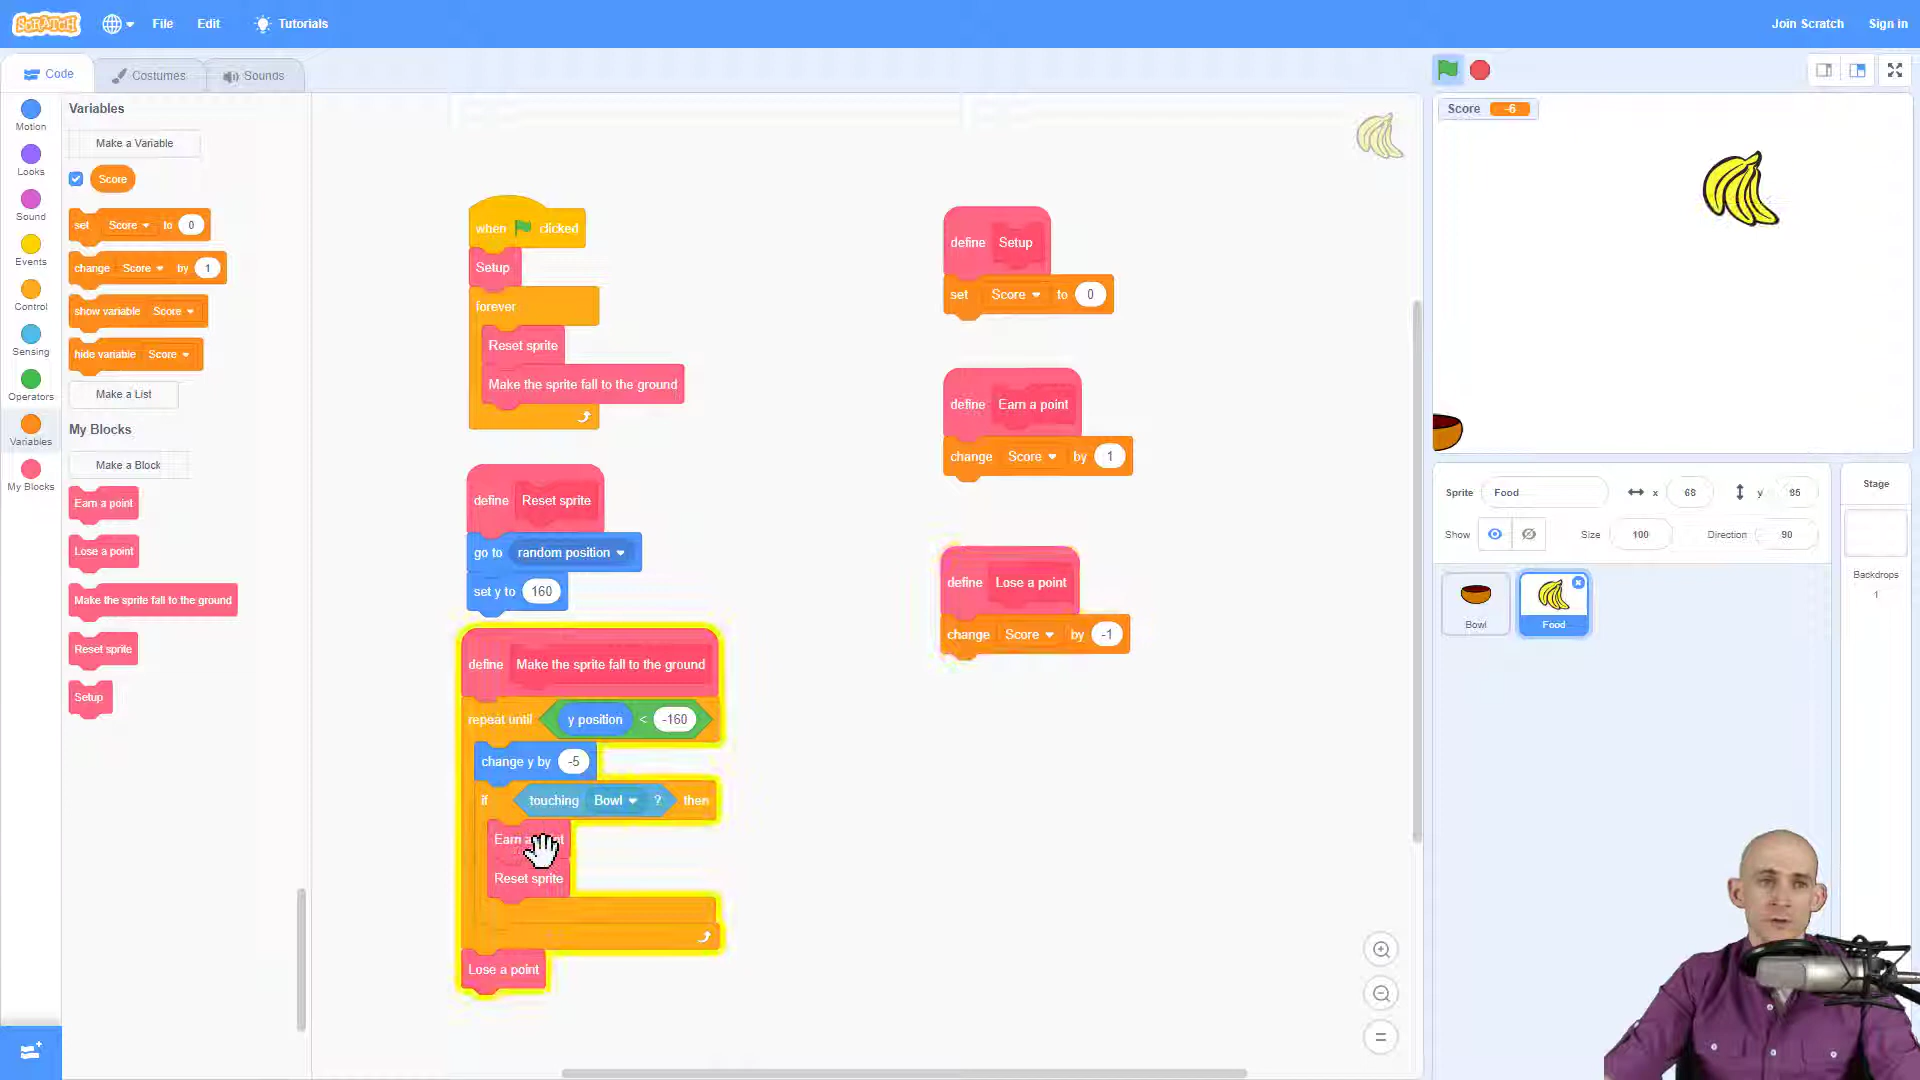 SCRATCH
File
Edit
Tutorials
Join Scratch
Sign in
Code
Costumes
Sounds
Motion
Looks
Sound
Events
Control
Sensing
Operators
Variables
My Blocks
Variables
Make a Variable
Score
set Score to 0
change Score by 1
show variable Score
hide variable Score
Make a List
My Blocks
Make a Block
Earn a point
Lose a point
Make the sprite fall to the ground
Reset sprite
Setup
when clicked
Setup
forever
Reset sprite
Make the sprite fall to the ground
define Reset sprite
go to random position
set y to 160
define Make the sprite fall to the ground
repeat until y position < -160
change y by -5
if touching Bowl ? then
Earn
Reset sprite
Lose a point
define Setup
set Score to 0
define Earn a point
change Score by 1
define Lose a point
change Score by -1
Score -6
Sprite Food x 68 y 95
Show Size 100 Direction 90
Bowl
Food
Stage
Backdrops
1